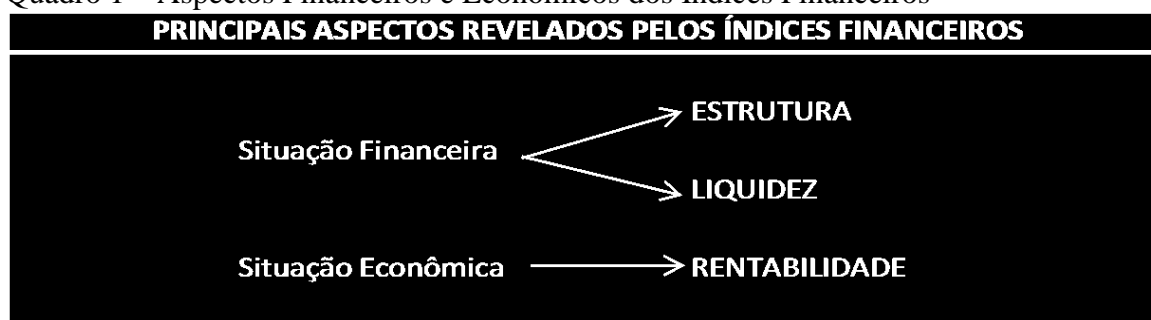 Quadro 1 – Aspectos Financeiros e Econômicos dos Índices Financeiros
PRINCIPAIS ASPECTOS REVELADOS PELOS ÍNDICES FINANCEIROS
ESTRUTURA
Situação Financeira
LIQUIDEZ
Situação Econômica
RENTABILIDADE